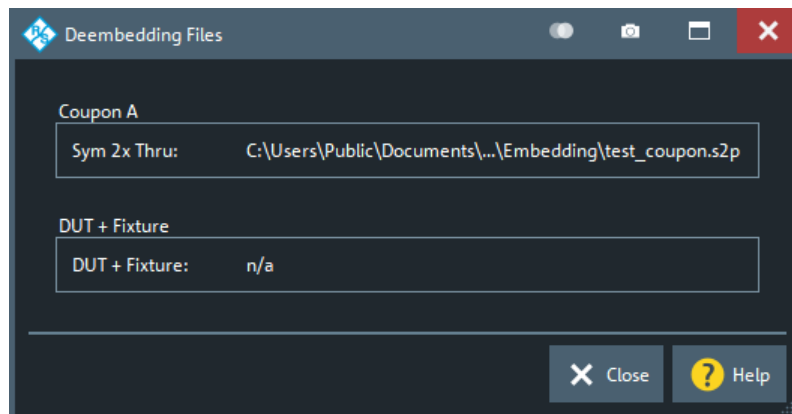 R&S Deembedding Files
Coupon A
Sym 2x Thru: C:\Users\Public\Documents\...\Embedding\test_coupon.s2p
DUT + Fixture
DUT + Fixture: n/a
Close ? Help